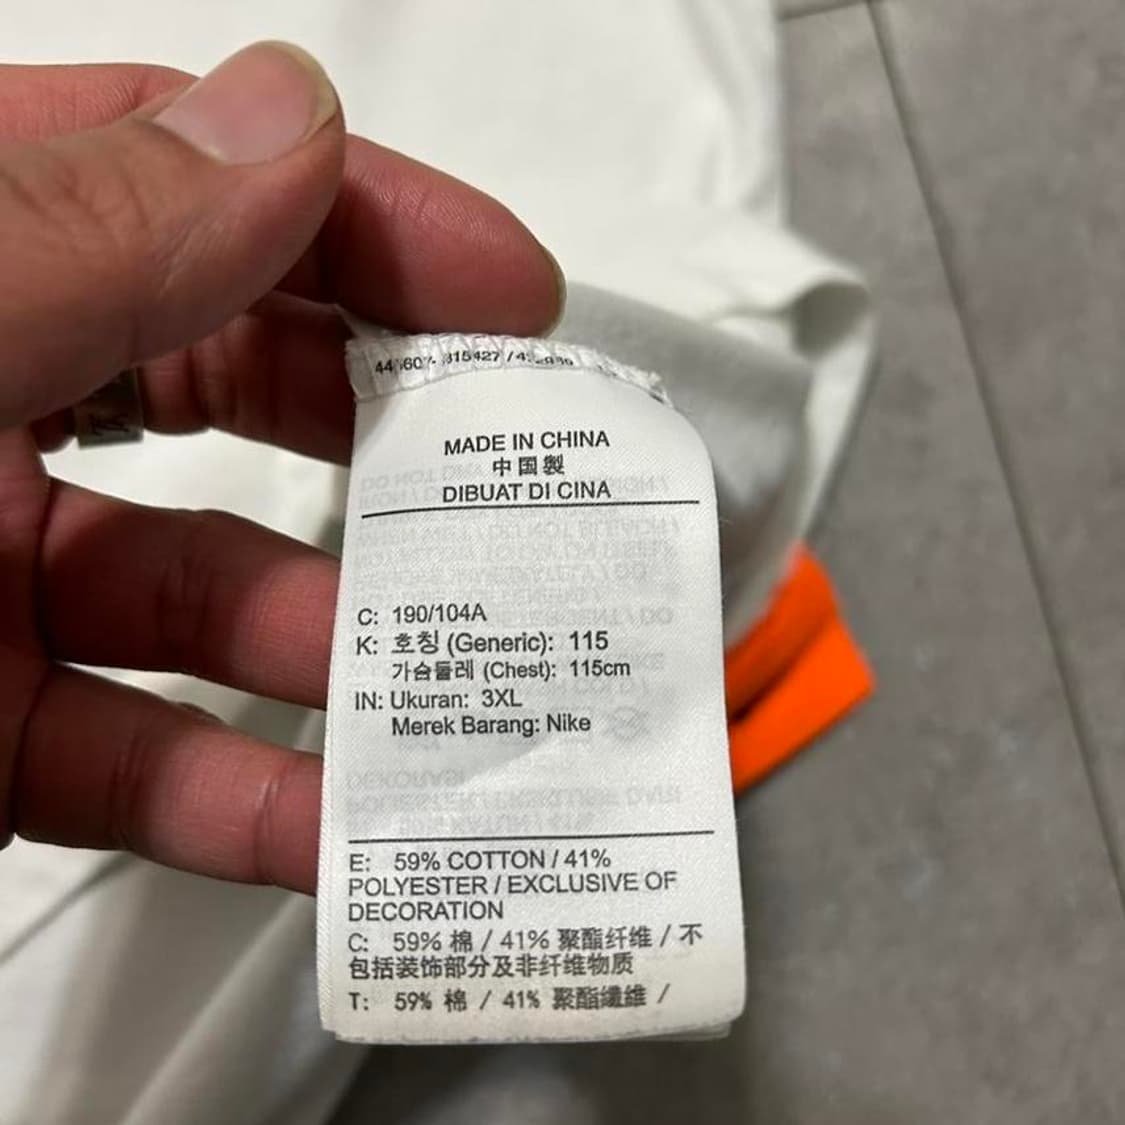 MADE IN CHINA
中国製
DIBUAT DI CINA
C: 190/104A
K: 호칭 (Generic): 115
가슴둘레 (Chest): 115cm
IN: Ukuran: 3XL
Merek Barang: Nike
E: 59% COTTON / 41%
POLYESTER / EXCLUSIVE OF
DECORATION
C: 59% 棉 / 41% 聚酯纤维 / 不
包括装饰部分及非纤维物质
T: 59% 棉 / 41% 聚酯纖維 /